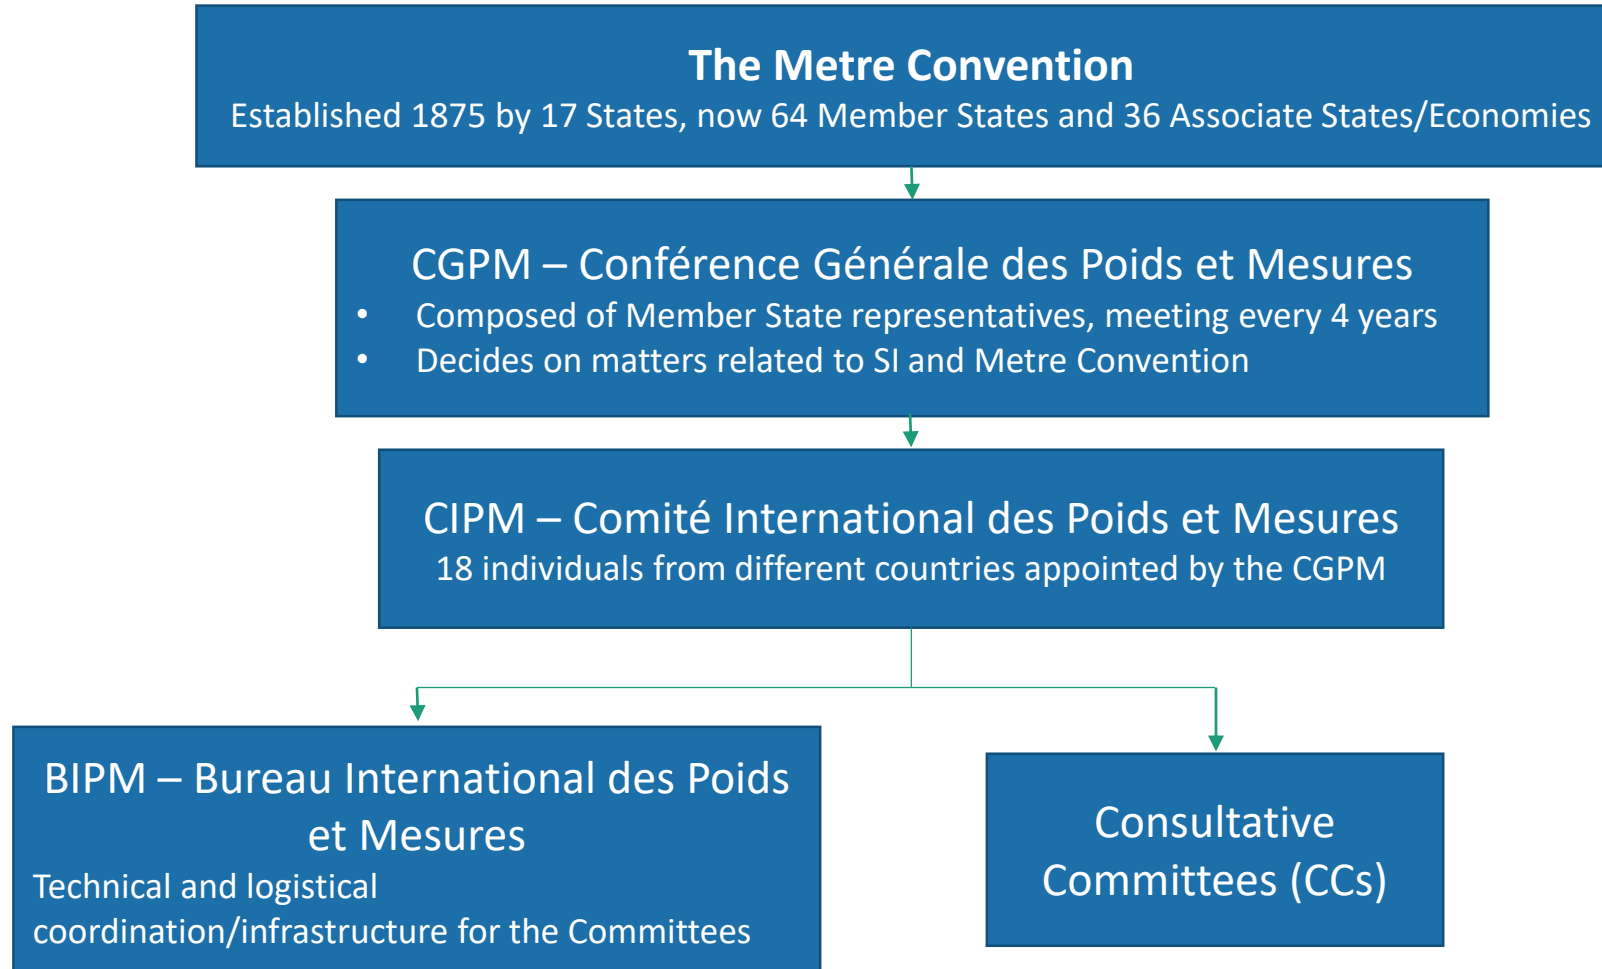 The Metre Convention
Established 1875 by 17 States, now 64 Member States and 36 Associate States/Economies
CGPM – Conférence Générale des Poids et Mesures
• Composed of Member State representatives, meeting every 4 years
• Decides on matters related to SI and Metre Convention
CIPM – Comité International des Poids et Mesures
18 individuals from different countries appointed by the CGPM
BIPM – Bureau International des Poids
et Mesures
Technical and logistical
coordination/infrastructure for the Committees
Consultative
Committees (CCs)